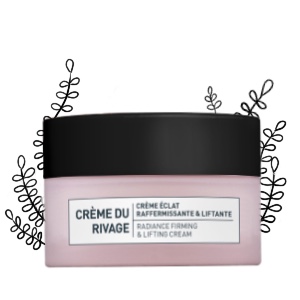 CRÈME DU
RIVAGE
CRÈME ÉCLAT
RAFFERMISSANTE & LIFTANTE
RADIANCE FIRMING
& LIFTING CREAM